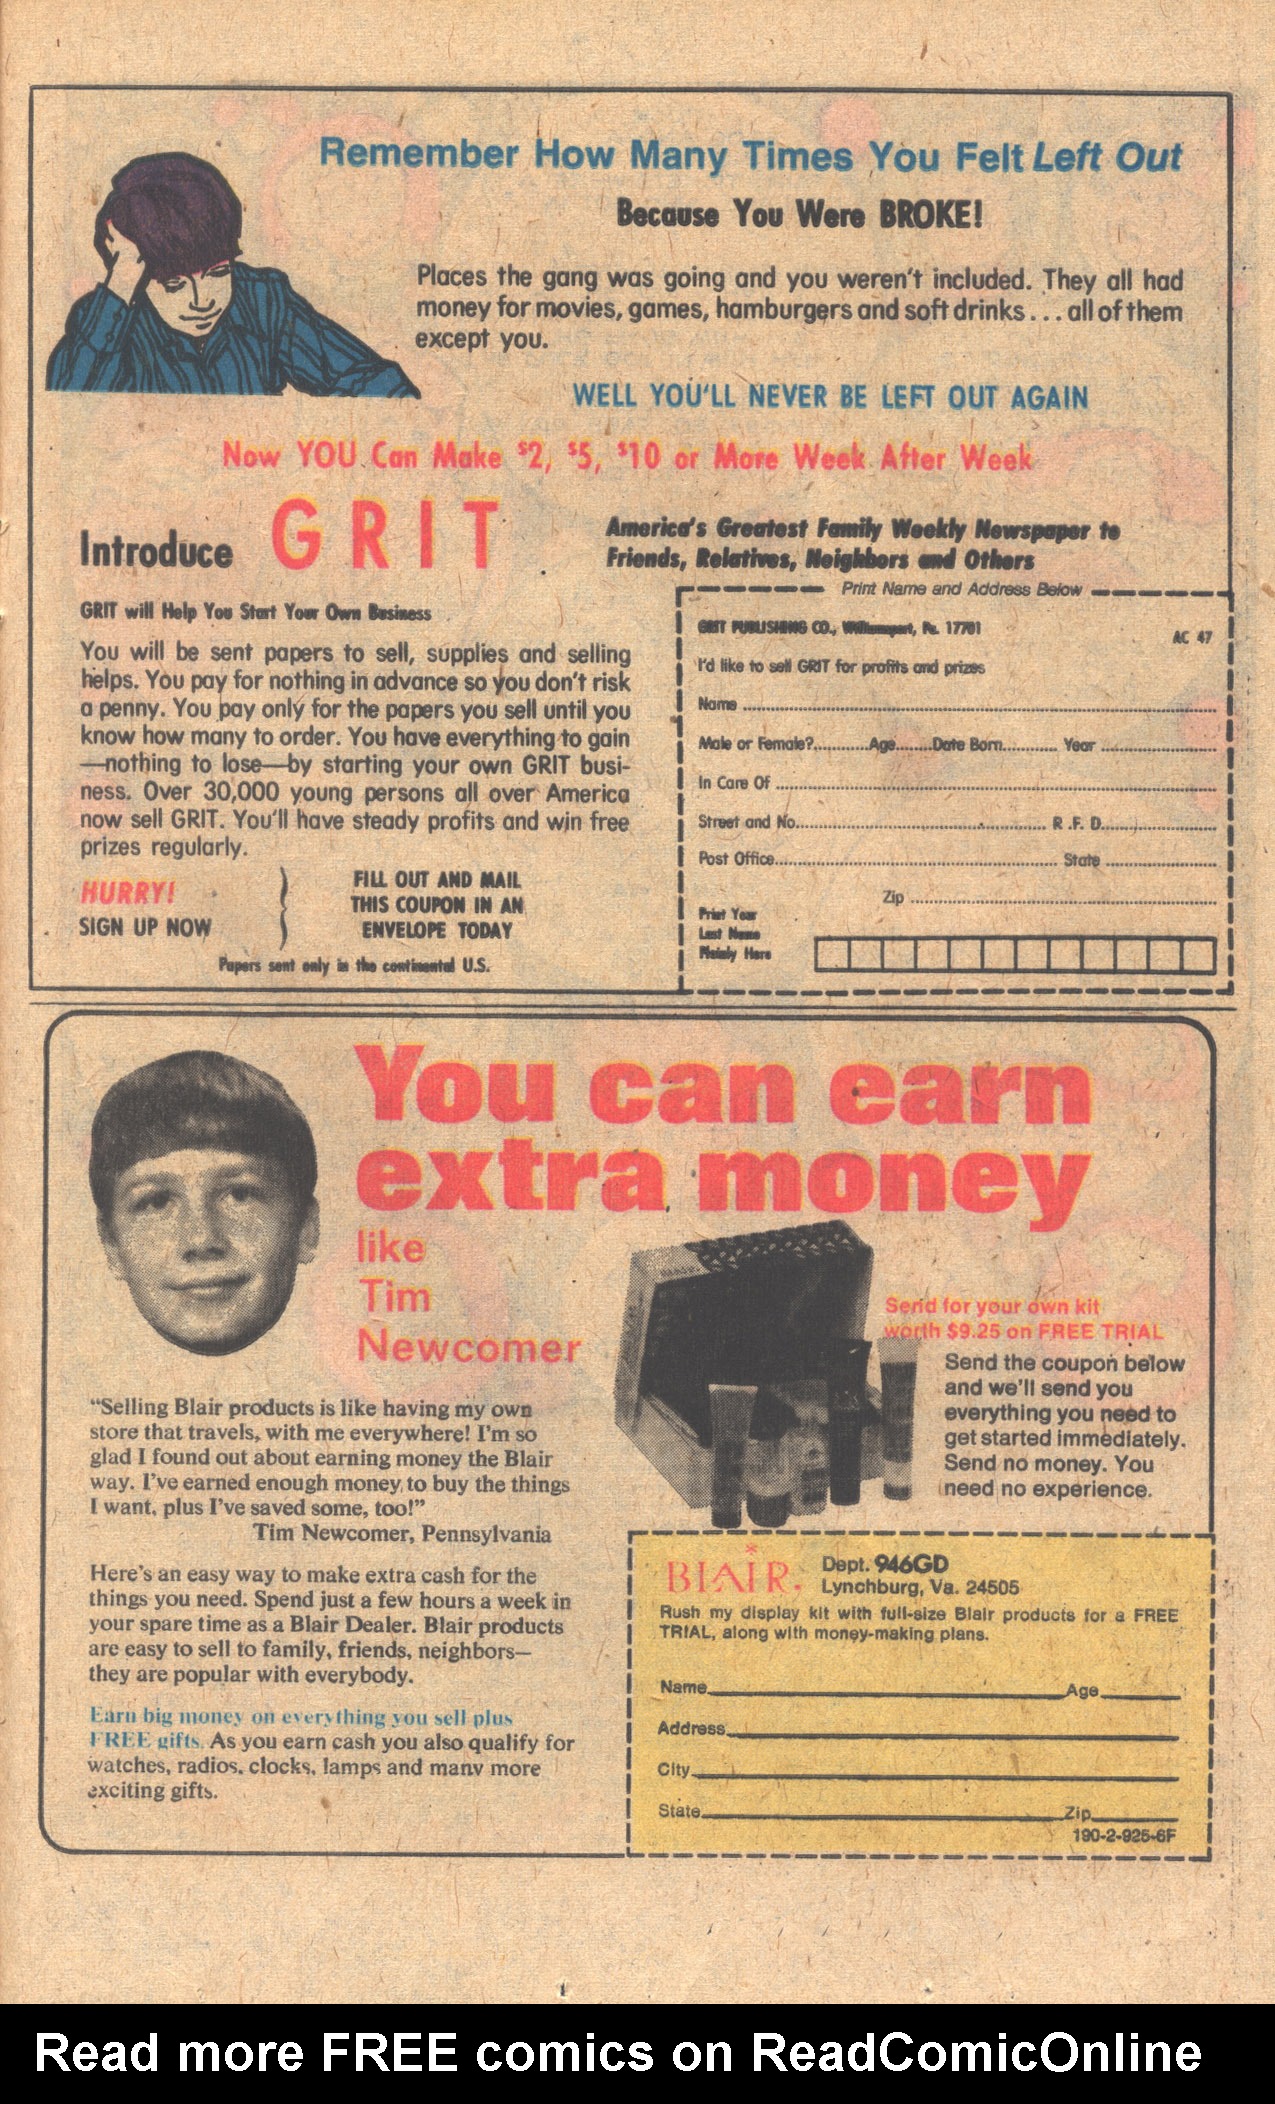 Remember How Many Times You Felt Left Out
Because You Were BROKE!
Places the gang was going and you weren't included. They all had
money for movies, games, hamburgers and soft drinks . . . all of them
except you.
WELL YOU'LL NEVER BE LEFT OUT AGAIN
Now YOU Can Make $2, $5, $10 or More Week After Week
Introduce GRIT
America's Greatest Family Weekly Newspaper to
Friends, Relatives, Neighbors and Others
GRIT will Help You Start Your Own Business
You will be sent papers to sell, supplies and selling
helps. You pay for nothing in advance so you don't risk
a penny. You pay only for the papers you sell until you
know how many to order. You have everything to gain
—nothing to lose—by starting your own GRIT busi-
ness. Over 30,000 young persons all over America
now sell GRIT. You'll have steady profits and win free
prizes regularly.
HURRY!
SIGN UP NOW
FILL OUT AND MAIL
THIS COUPON IN AN
ENVELOPE TODAY
Papers sent only in the continental U.S.
Print Name and Address Below
GRIT PUBLISHING CO., Williamsport, Pa. 17701
AC 47
I'd like to sell GRIT for profits and prizes
Name
Male or Female? Age Date Born Year
In Care Of
Street and No. R.F.D.
Post Office State
Zip
Print Your
Last Name
Plainly Here
You can earn
extra money
like
Tim
Newcomer
"Selling Blair products is like having my own
store that travels, with me everywhere! I'm so
glad I found out about earning money the Blair
way. I've earned enough money to buy the things
I want, plus I've saved some, too!"
Tim Newcomer, Pennsylvania
Here's an easy way to make extra cash for the
things you need. Spend just a few hours a week in
your spare time as a Blair Dealer. Blair products
are easy to sell to family, friends, neighbors—
they are popular with everybody.
Earn big money on everything you sell plus
FREE gifts. As you earn cash you also qualify for
watches, radios, clocks, lamps and many more
exciting gifts.
Send for your own kit
worth $9.25 on FREE TRIAL
Send the coupon below
and we'll send you
everything you need to
get started immediately.
Send no money. You
need no experience.
BLAIR. Dept. 946GD
Lynchburg, Va. 24505
Rush my display kit with full-size Blair products for a FREE
TRIAL, along with money-making plans.
Name Age
Address
City
State Zip
190-2-925-6F
Read more FREE comics on ReadComicOnline